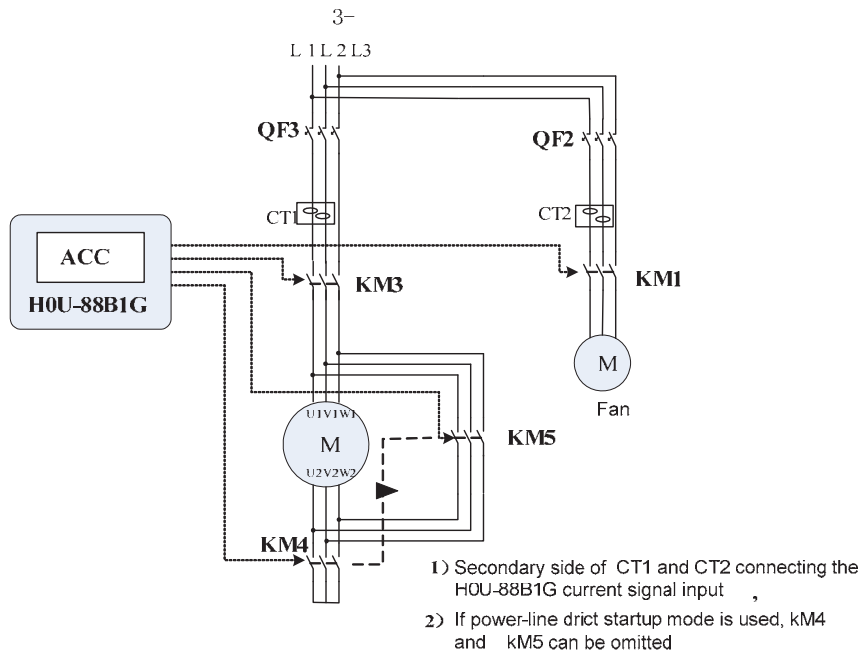 3~
L 1 L 2 L3
QF3
QF2
CT1
CT2
ACC
H0U-88B1G
KM3
KM1
M
Fan
U1V1W1
M
U2V2W2
KM5
KM4
1) Secondary side of CT1 and CT2 connecting the
H0U-88B1G current signal input ,
2) If power-line drict startup mode is used, kM4
and kM5 can be omitted